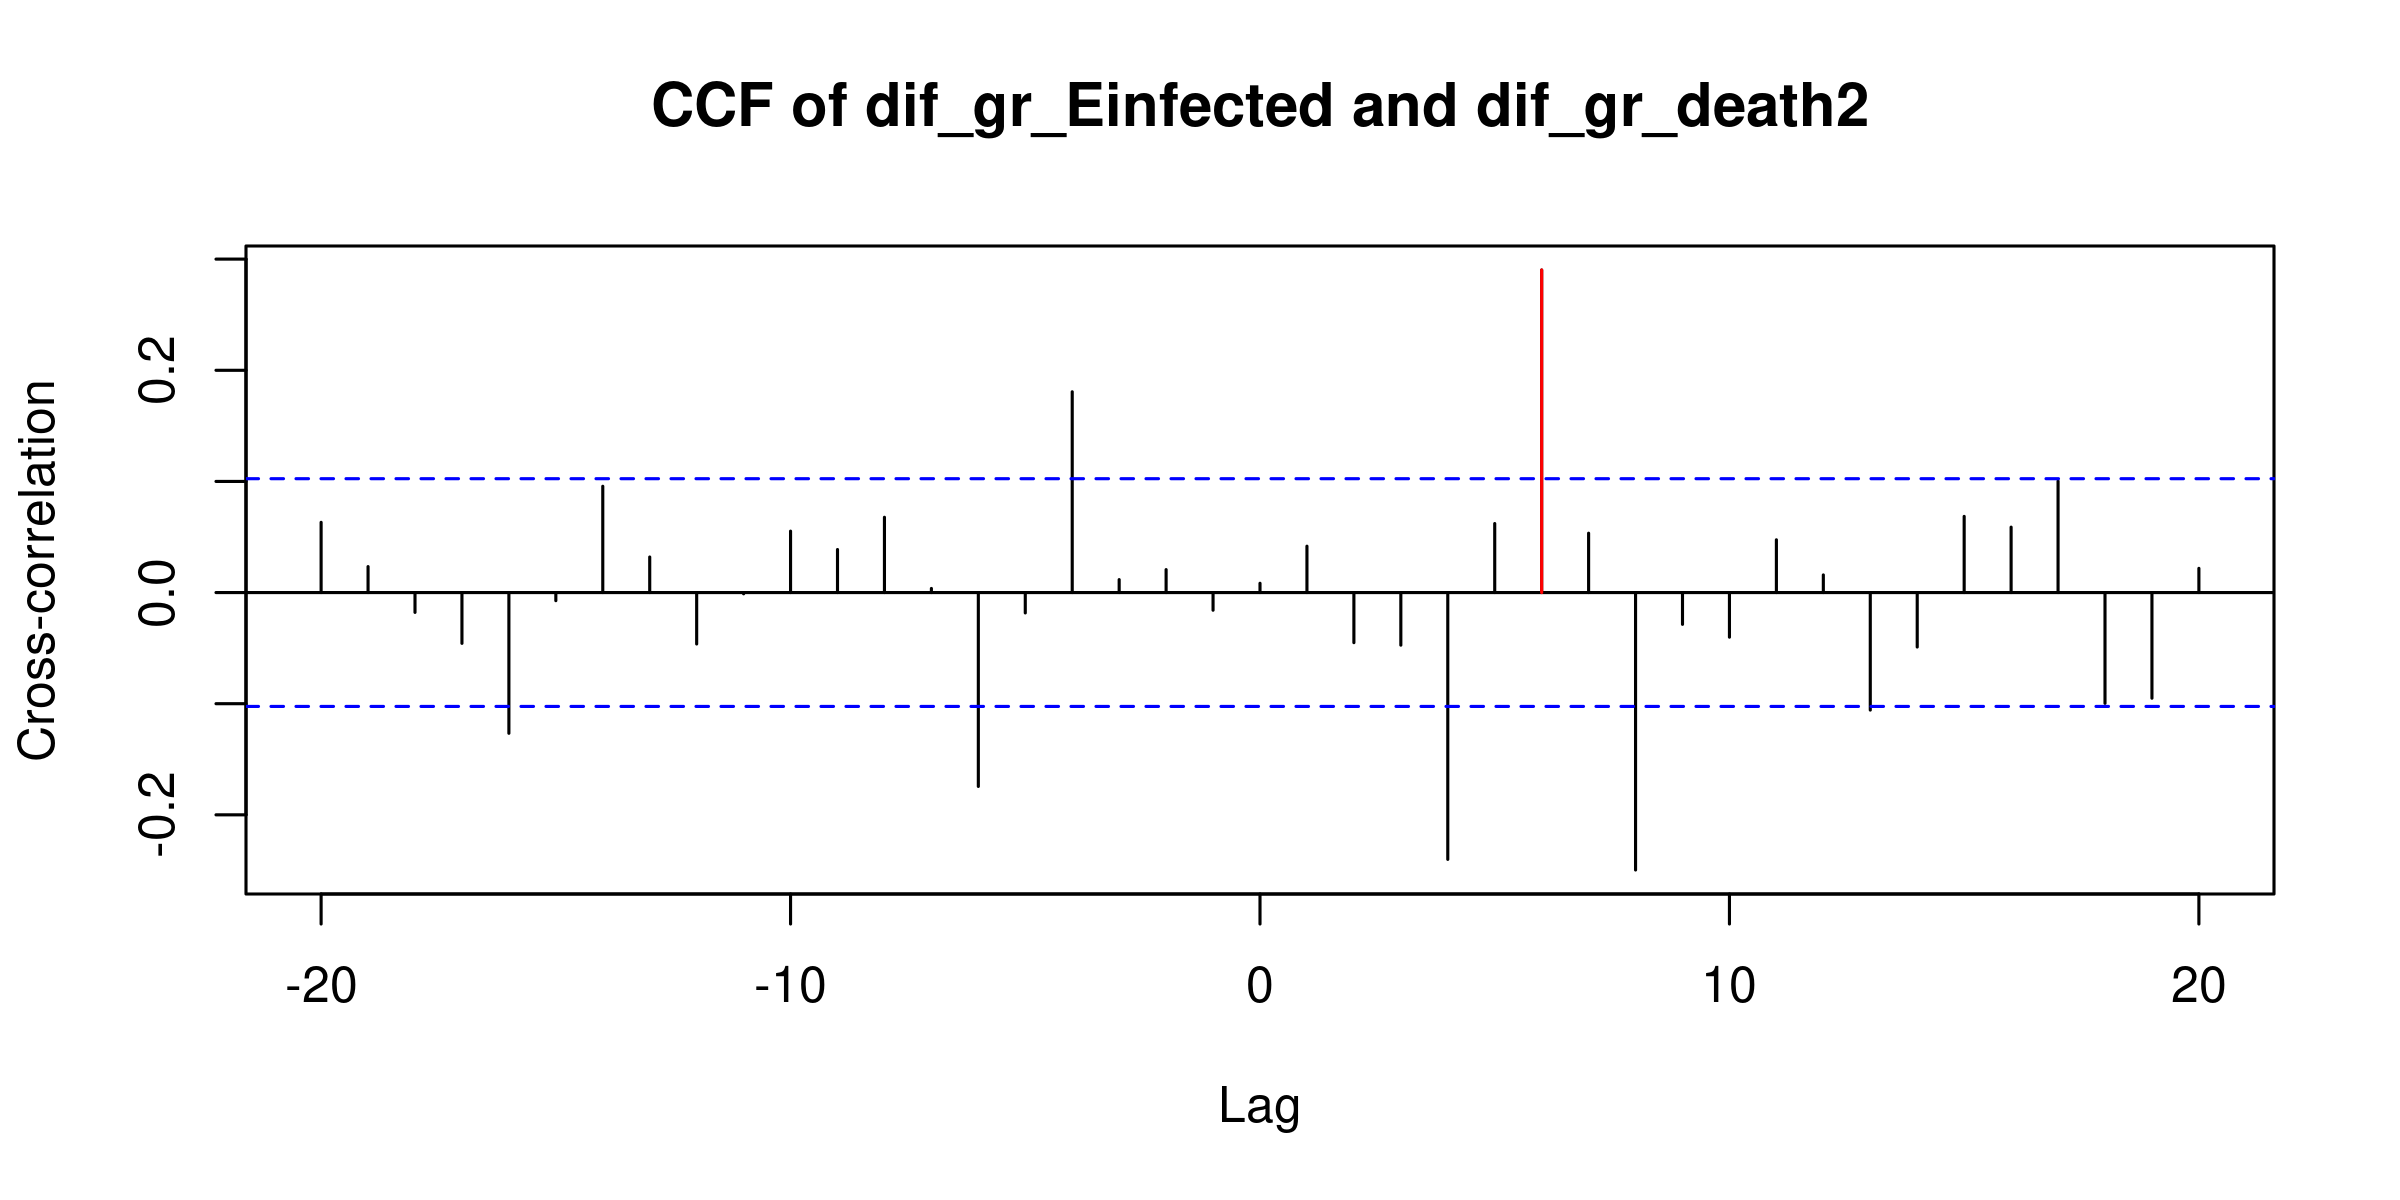 CCF of dif_gr_Einfected and dif_gr_death2
Cross-correlation
0.2
0.0
-0.2
-20 -10 0 10 20
Lag